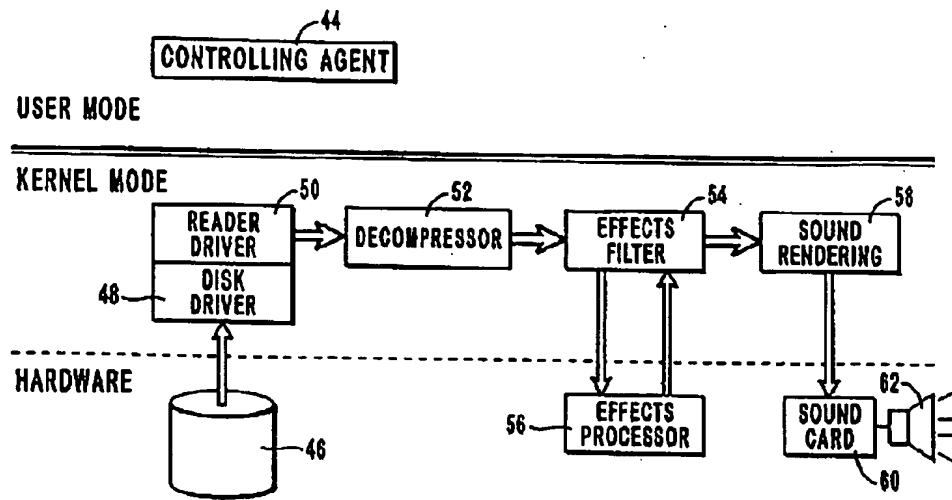 44
CONTROLLING AGENT
USER MODE
KERNEL MODE
50
52
54
58
READER
DRIVER
DECOMPRESSOR
EFFECTS
FILTER
SOUND
RENDERING
48
DISK
DRIVER
HARDWARE
46
56
EFFECTS
PROCESSOR
SOUND
CARD
62
60